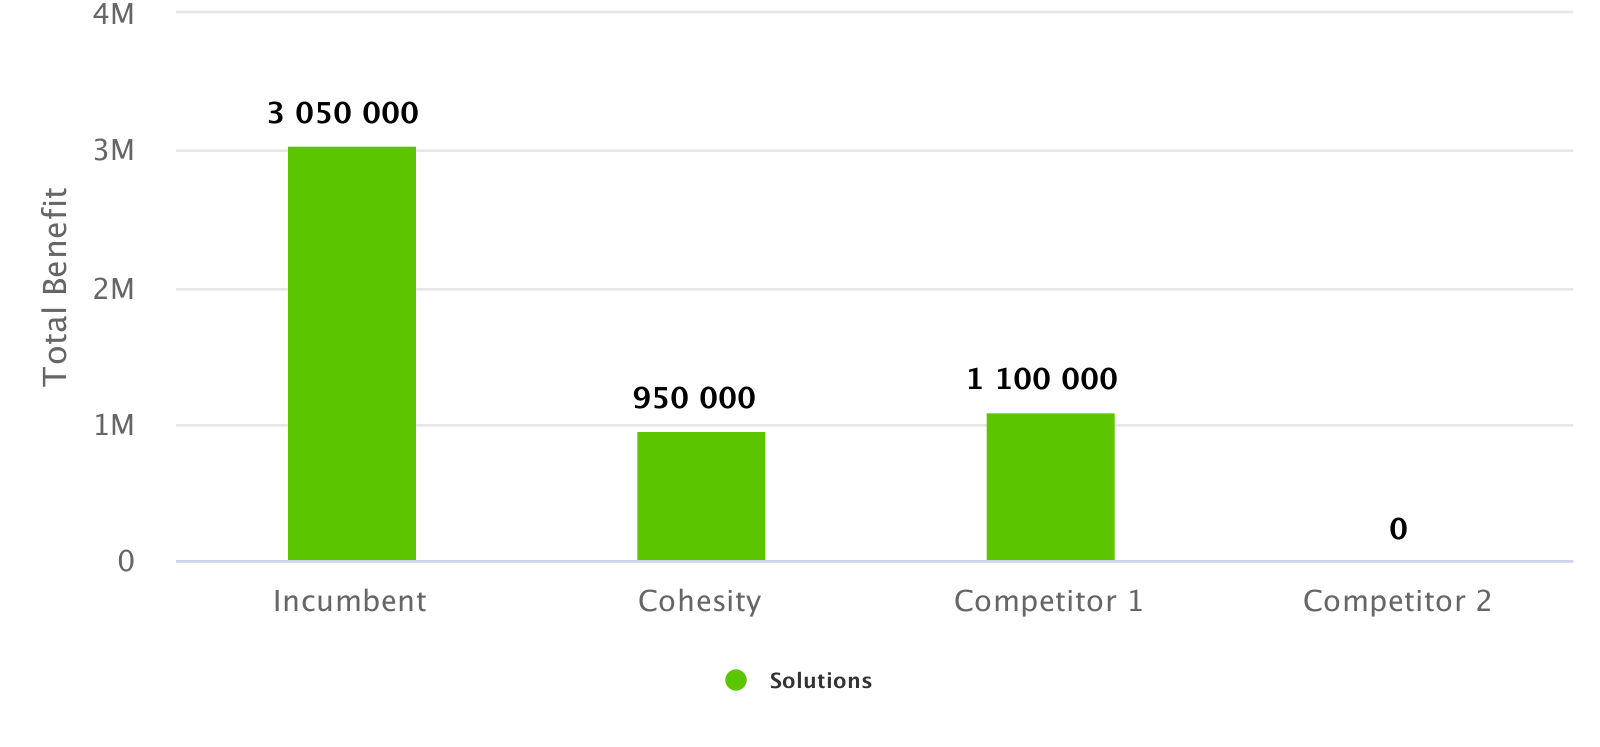 4M
3 050 000
3M
Total Benefit
2M
1 100 000
950 000
1M
0
0
Incumbent Cohesity Competitor 1 Competitor 2
Solutions